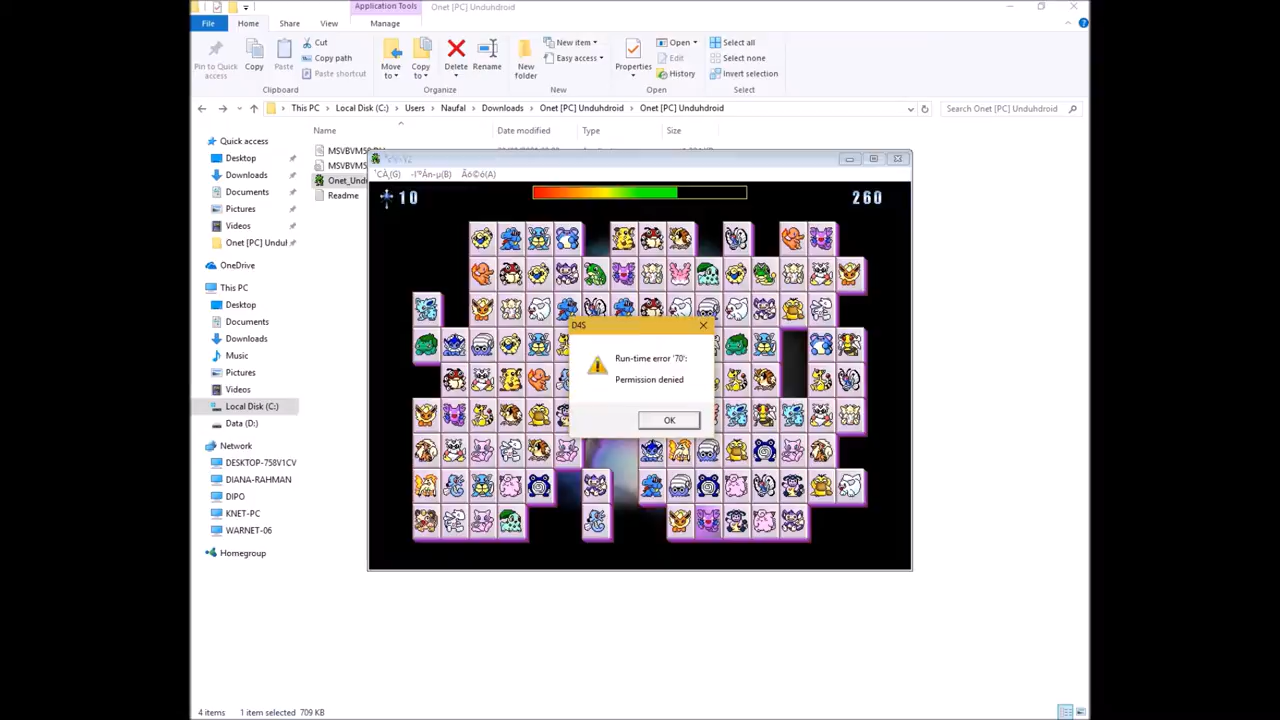 Application Tools
Onet [PC] Unduhdroid
File
Home
Share
View
Manage
Pin to Quick access
Copy
Paste
Cut
Copy path
Paste shortcut
Clipboard
Move to
Copy to
Delete
Rename
Organize
New folder
New item
Easy access
New
Properties
Open
Edit
History
Open
Select all
Select none
Invert selection
Select
This PC
Local Disk (C:)
Users
Naufal
Downloads
Onet [PC] Unduhdroid
Onet [PC] Unduhdroid
Search Onet [PC] Unduhdroid
Name
Date modified
Type
Size
Quick access
Desktop
Downloads
Documents
Pictures
Videos
Onet [PC] Unduh
OneDrive
This PC
Desktop
Documents
Downloads
Music
Pictures
Videos
Local Disk (C:)
Data (D:)
Network
DESKTOP-758V1CV
DIANA-RAHMAN
DIPO
KNET-PC
WARNET-06
Homegroup
Readme
10
260
D4S
Run-time error '70':
Permission denied
OK
4 items
1 item selected 709 KB